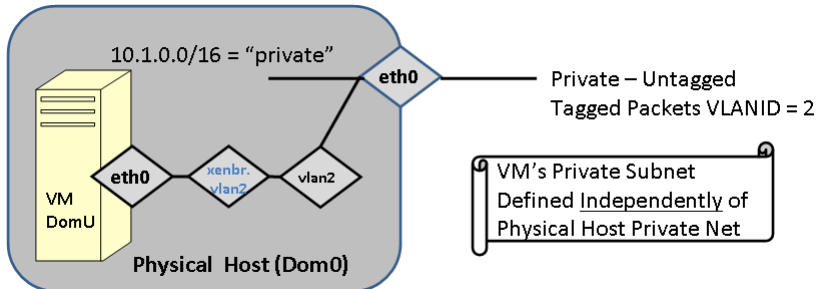 10.1.0.0/16 = “private”
eth0
Private – Untagged
Tagged Packets VLANID = 2
eth0
xenbr.
vlan2
vlan2
VM
DomU
VM’s Private Subnet
Defined Independently of
Physical Host Private Net
Physical Host (Dom0)